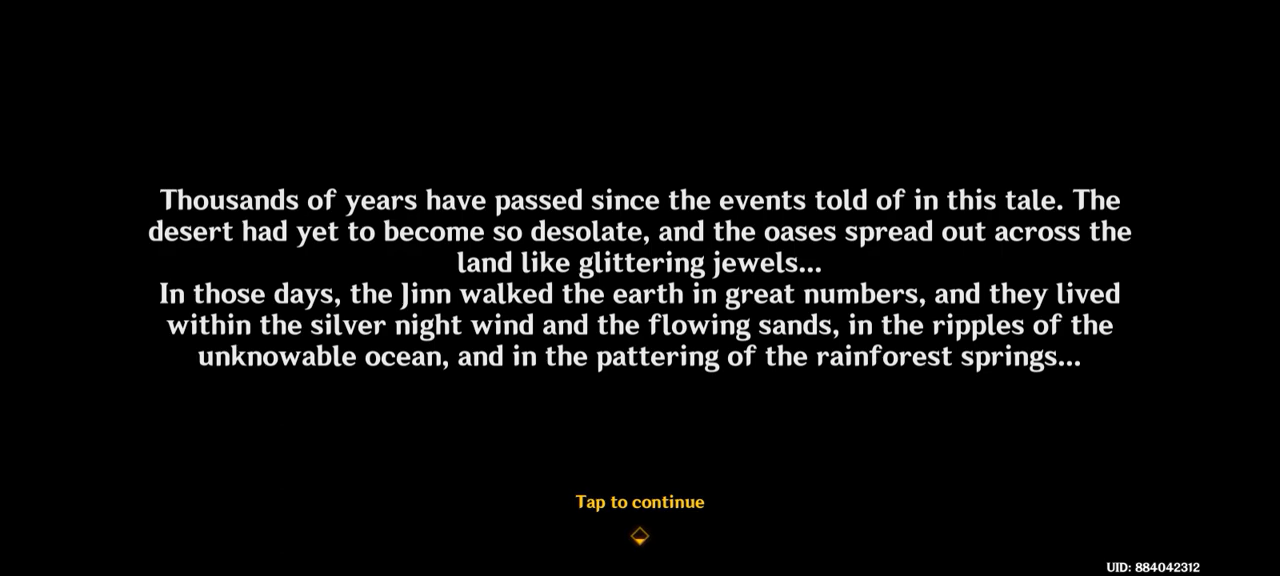 Thousands of years have passed since the events told of in this tale. The
desert had yet to become so desolate, and the oases spread out across the
land like glittering jewels...
In those days, the Jinn walked the earth in great numbers, and they lived
within the silver night wind and the flowing sands, in the ripples of the
unknowable ocean, and in the pattering of the rainforest springs...
Tap to continue
UID: 884042312